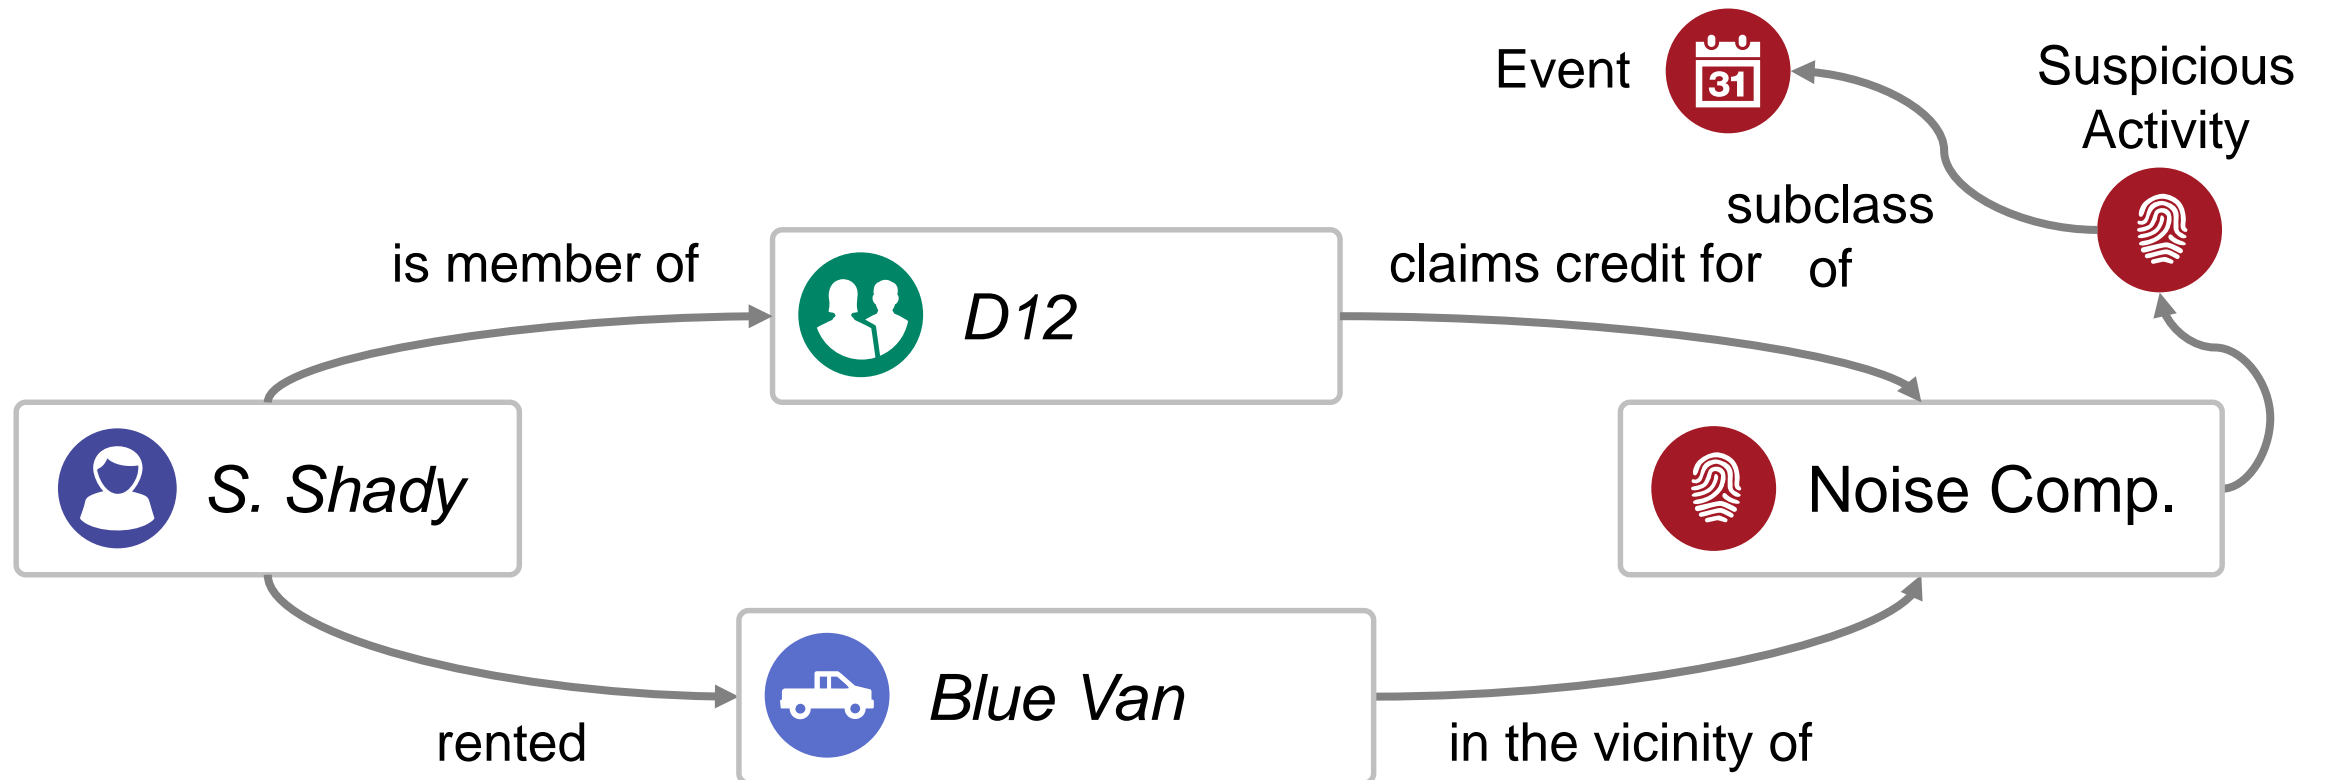 Event
31
Suspicious
Activity
subclass
of
is member of
claims credit for
D12
S. Shady
Noise Comp.
Blue Van
rented
in the vicinity of